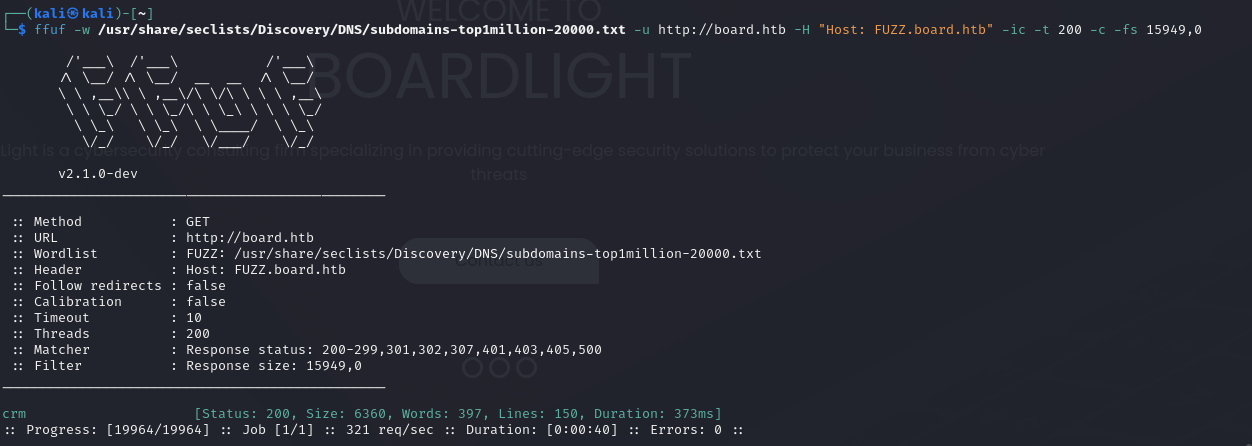 ┌──(kali㉿kali)-[~]
└─$ ffuf -w /usr/share/seclists/Discovery/DNS/subdomains-top1million-20000.txt -u http://board.htb -H "Host: FUZZ.board.htb" -ic -t 200 -c -fs 15949,0
WELCOME TO
BOARDLIGHT
Light is a cybersecurity consulting firm specializing in providing cutting-edge security solutions to protect your business from cyber
threats
v2.1.0-dev
:: Method : GET
:: URL : http://board.htb
:: Wordlist : FUZZ: /usr/share/seclists/Discovery/DNS/subdomains-top1million-20000.txt
:: Header : Host: FUZZ.board.htb
:: Follow redirects : false
:: Calibration : false
:: Timeout : 10
:: Threads : 200
:: Matcher : Response status: 200-299,301,302,307,401,403,405,500
:: Filter : Response size: 15949,0
crm [Status: 200, Size: 6360, Words: 397, Lines: 150, Duration: 373ms]
:: Progress: [19964/19964] :: Job [1/1] :: 321 req/sec :: Duration: [0:00:40] :: Errors: 0 ::